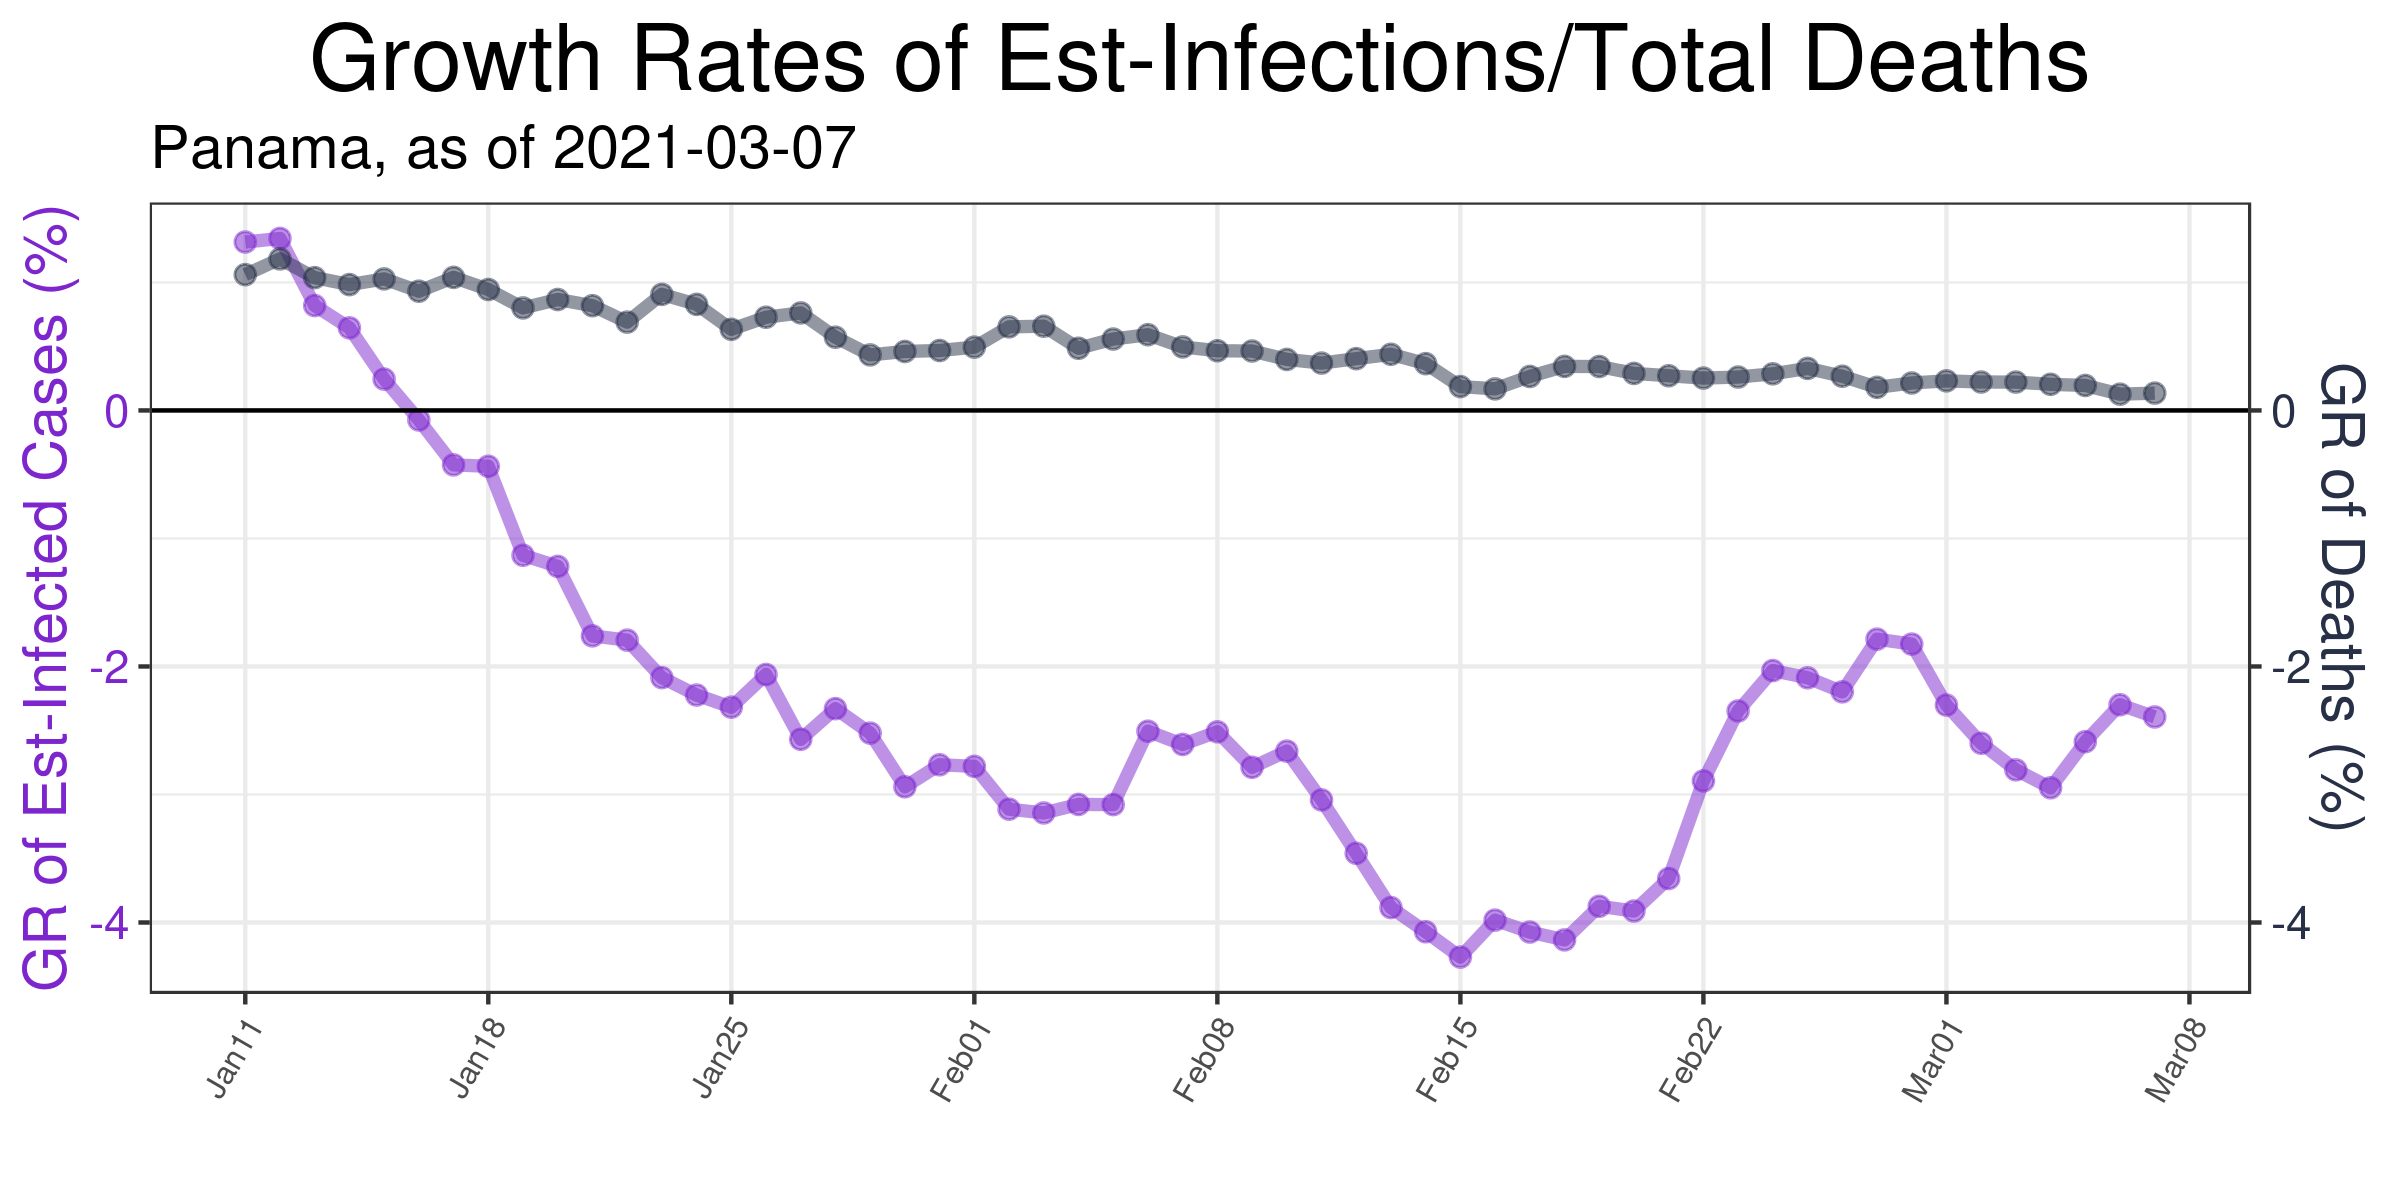 Growth Rates of Est-Infections/Total Deaths
Panama, as of 2021-03-07
GR of Est-Infected Cases (%)
0
-2
-4
0
-2
-4
GR of Deaths (%)
Jan11
Jan18
Jan25
Feb01
Feb08
Feb15
Feb22
Mar01
Mar08